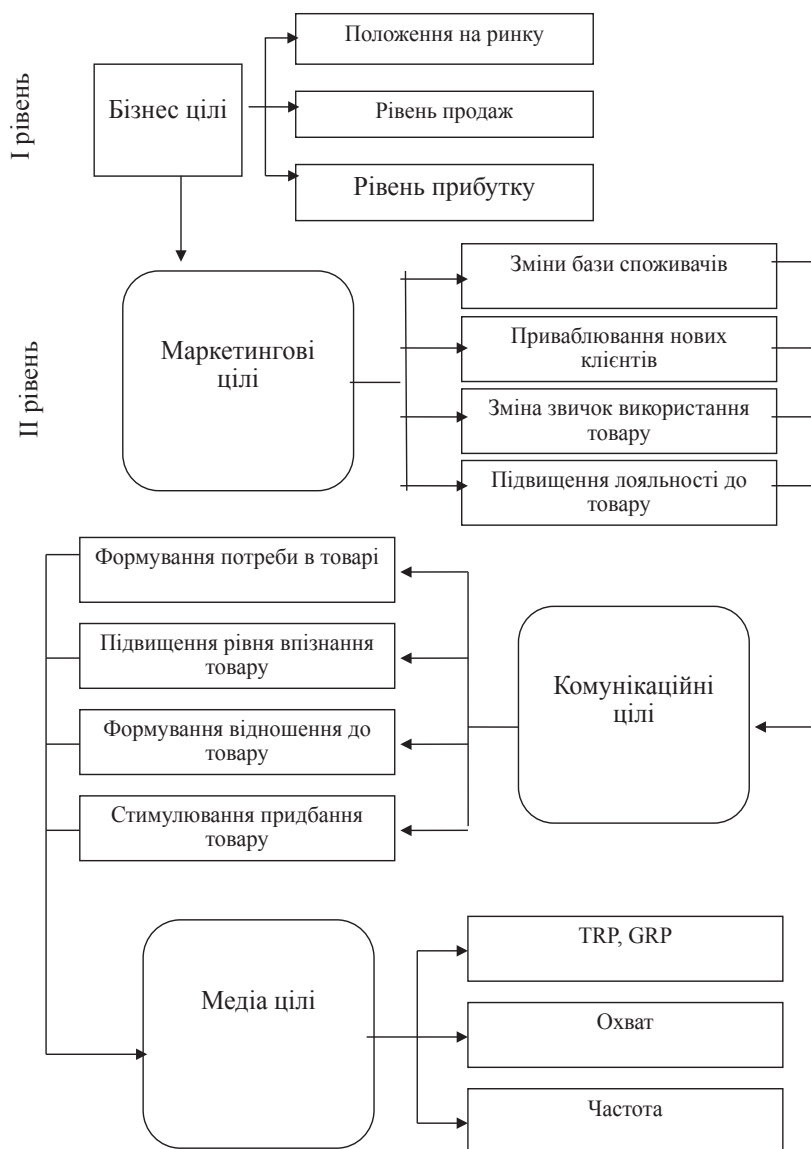 І рівень
Бізнес цілі
Положення на ринку
Рівень продаж
Рівень прибутку
ІІ рівень
Маркетингові
цілі
Зміни бази споживачів
Приваблювання нових
клієнтів
Зміна звичок використання
товару
Підвищення лояльності до
товару
Формування потреби в товарі
Підвищення рівня впізнання
товару
Формування відношення до
товару
Стимулювання придбання
товару
Комунікаційні
цілі
Медіа цілі
TRP, GRP
Охват
Частота